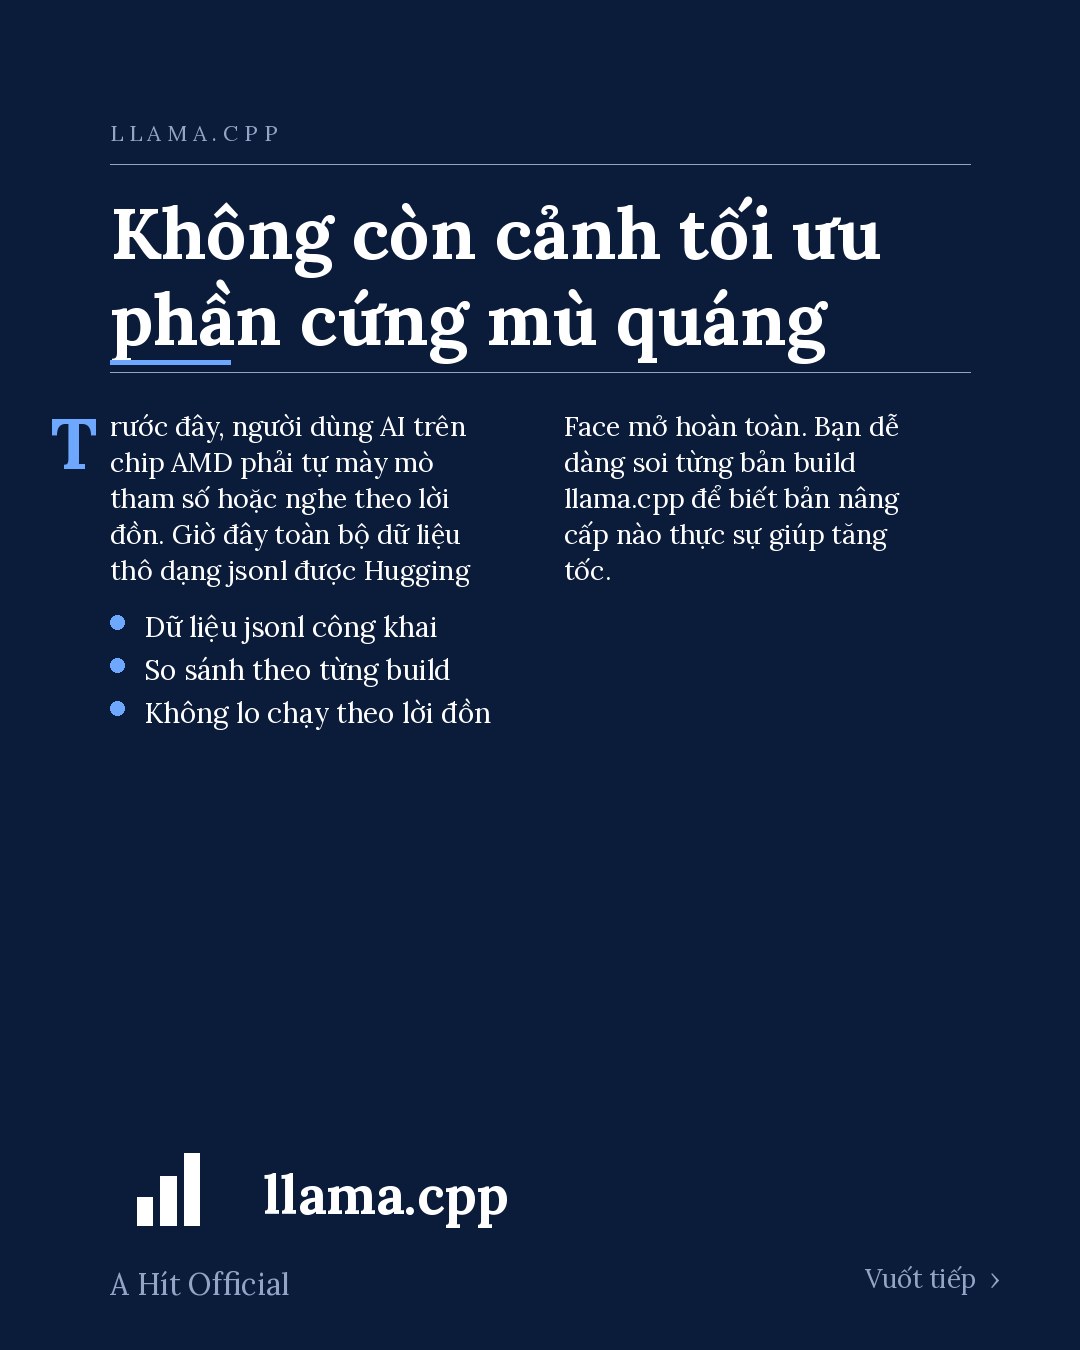 LLAMA.CPP
Không còn cảnh tối ưu
phần cứng mù quáng
Trước đây, người dùng AI trên
chip AMD phải tự mày mò
tham số hoặc nghe theo lời
đồn. Giờ đây toàn bộ dữ liệu
thô dạng jsonl được Hugging
Face mở hoàn toàn. Bạn dễ
dàng soi từng bản build
llama.cpp để biết bản nâng
cấp nào thực sự giúp tăng
tốc.
Dữ liệu jsonl công khai
So sánh theo từng build
Không lo chạy theo lời đồn
llama.cpp
A Hít Official
Vuốt tiếp ›